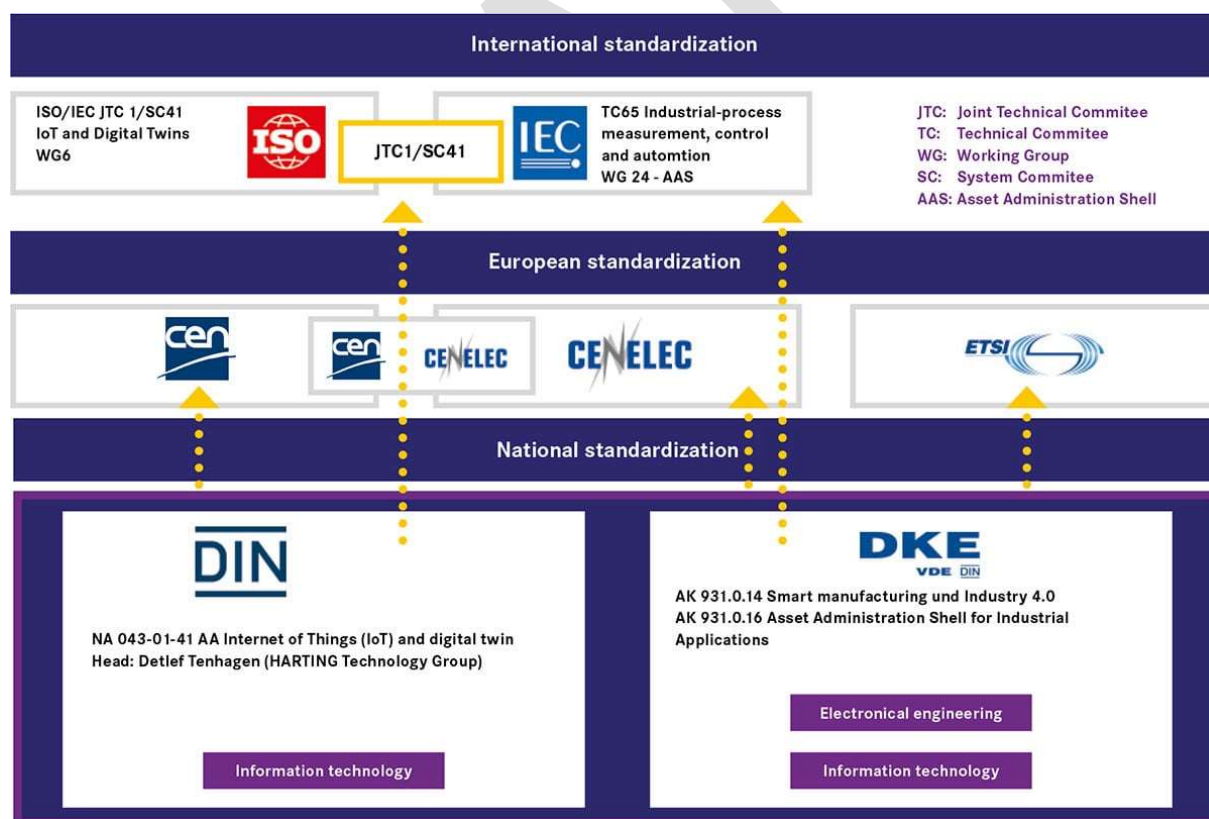 International standardization
ISO/IEC JTC 1/SC41
IoT and Digital Twins
WG6
ISO
JTC1/SC41
IEC
TC65 Industrial-process
measurement, control
and automtion
WG 24 - AAS
JTC: Joint Technical Commitee
TC: Technical Commitee
WG: Working Group
SC: System Commitee
AAS: Asset Administration Shell
European standardization
cen
cen
CENELEC
CENELEC
ETSI
National standardization
DIN
NA 043-01-41 AA Internet of Things (IoT) and digital twin
Head: Detlef Tenhagen (HARTING Technology Group)
Information technology
DKE
VDE DIN
AK 931.0.14 Smart manufacturing und Industry 4.0
AK 931.0.16 Asset Administration Shell for Industrial
Applications
Electronical engineering
Information technology